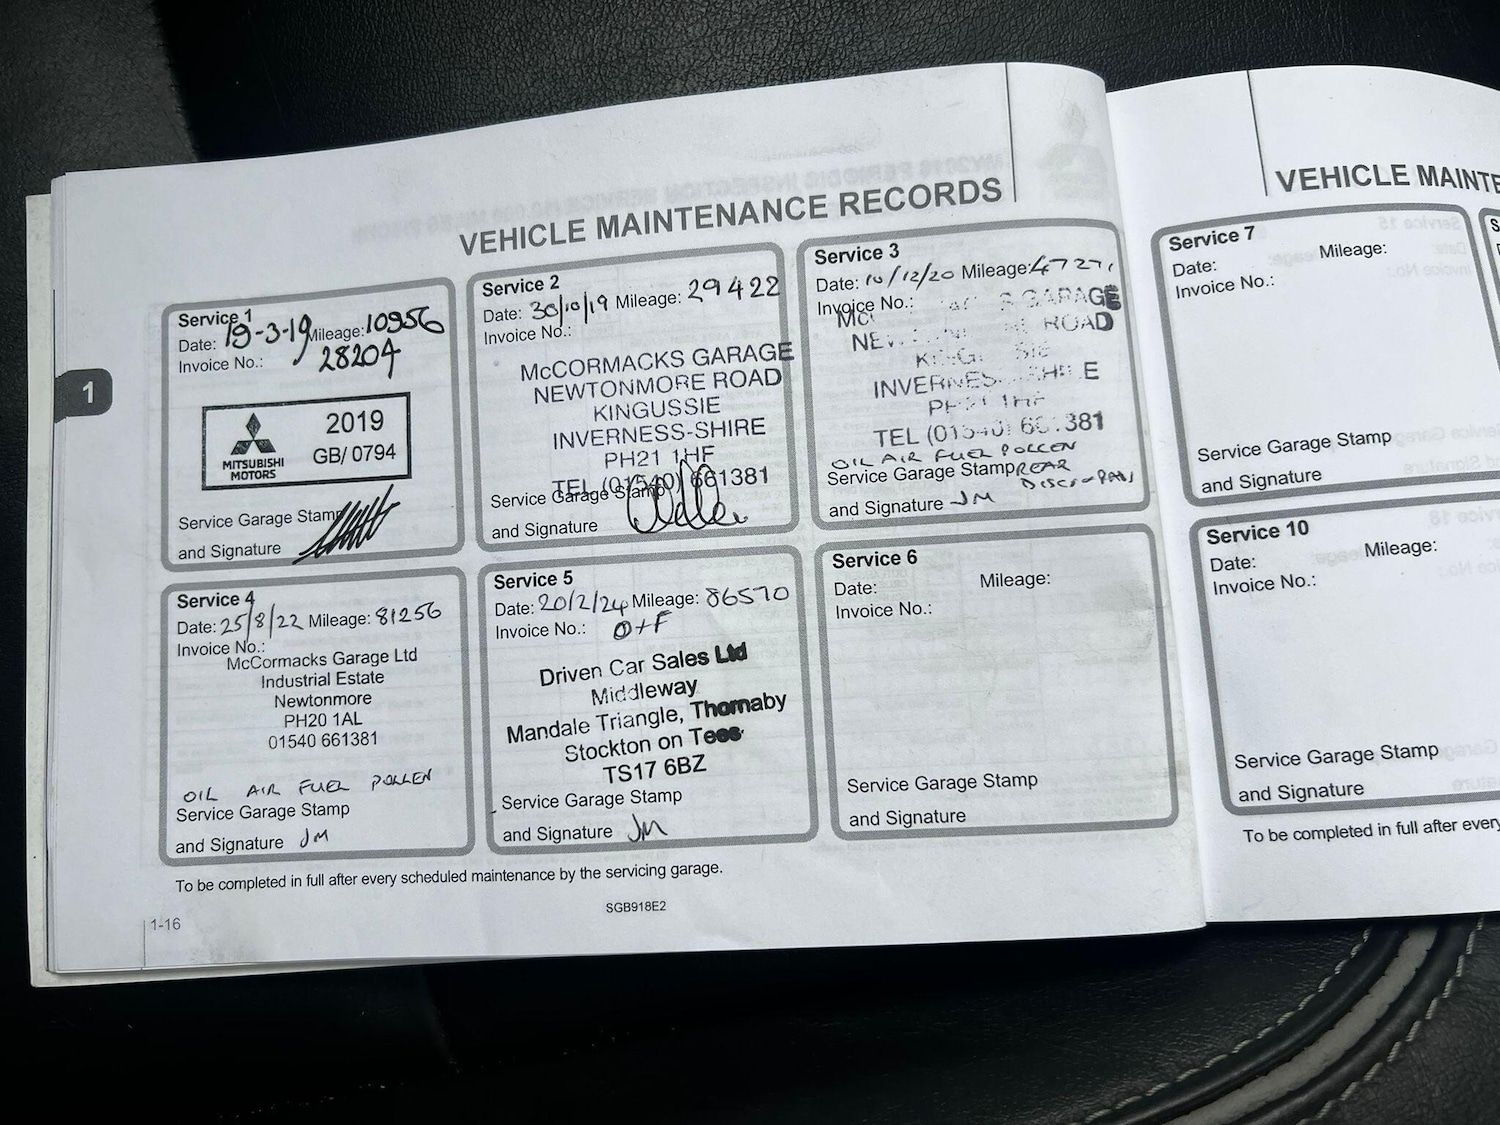 VEHICLE MAINTENANCE RECORDS
Service 1
Date: 19-3-19 Mileage: 10956
Invoice No.: 28204
MITSUBISHI
MOTORS
2019
GB/0794
Service Garage Stamp
and Signature
Service 2
Date: 30/10/19 Mileage: 29422
Invoice No.:
McCORMACKS GARAGE
NEWTONMORE ROAD
KINGUSSIE
INVERNESS-SHIRE
PH21 1HF
TEL (01540) 661381
Service Garage Stamp
and Signature
Service 3
Date: 10/12/20 Mileage:
Invoice No.:
GARAGE
ROAD
TEL (01540) 661381
OIL AIR FUEL POLLEN
Service Garage Stamp REAR
DISCS + PADS
and Signature JM
1
Service 4
Date: 25/8/22 Mileage: 81256
Invoice No.:
McCormacks Garage Ltd
Industrial Estate
Newtonmore
PH20 1AL
01540 661381
OIL AIR FUEL POLLEN
Service Garage Stamp
and Signature JM
Service 5
Date: 20/2/24 Mileage: 86570
Invoice No.: O+F
Driven Car Sales Ltd
Middleway
Mandale Triangle, Thornaby
Stockton on Tees
TS17 6BZ
Service Garage Stamp
and Signature JM
Service 6
Date: Mileage:
Invoice No.:
Service Garage Stamp
and Signature
To be completed in full after every scheduled maintenance by the servicing garage.
SGB918E2
1-16
VEHICLE MAINTE
Service 7
Date: Mileage:
Invoice No.:
Service Garage Stamp
and Signature
Service 10
Date: Mileage:
Invoice No.:
Service Garage Stamp
and Signature
To be completed in full after every